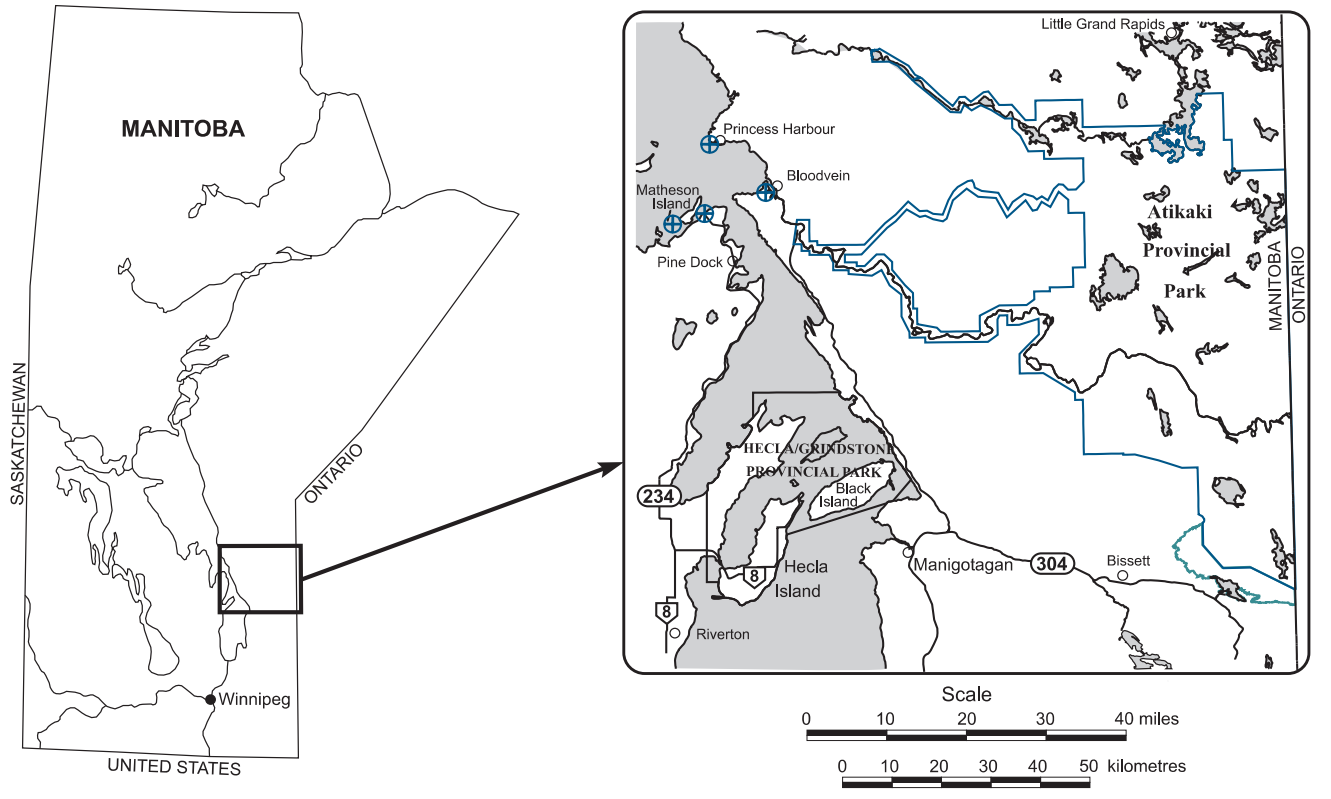 MANITOBA
SASKATCHEWAN
ONTARIO
Winnipeg
UNITED STATES
Little Grand Rapids
Princess Harbour
Bloodvein
Matheson
Island
Pine Dock
Atikaki
Provincial
Park
MANITOBA
ONTARIO
HECLA/GRINDSTONE
PROVINCIAL PARK
Black
Island
234
Hecla
Island
8
8
Riverton
Manigotagan
304
Bissett
Scale
0 10 20 30 40 miles
0 10 20 30 40 50 kilometres